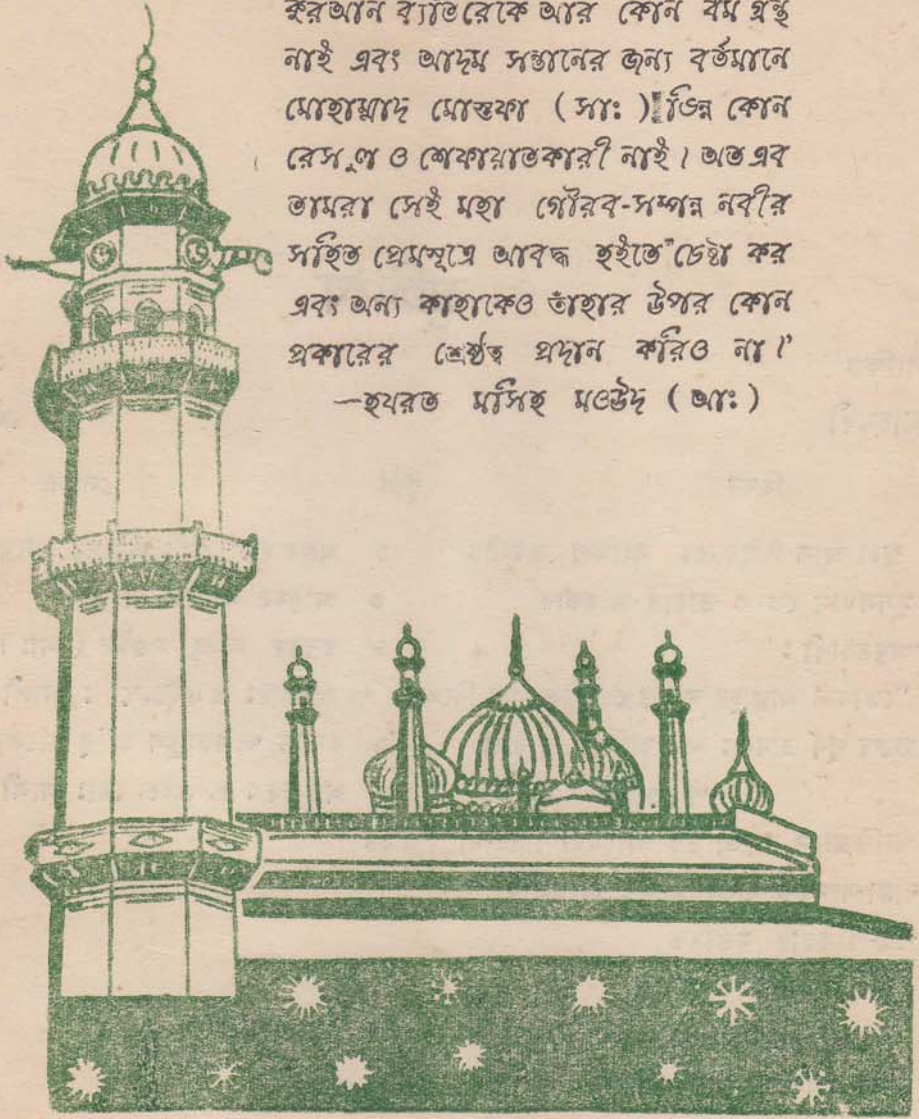 কুরআন ব্যতিরেকে আর কোন ধর্ম গ্রন্থ
নাই এবং আদম সন্তানের জন্য বর্তমানে
মোহাম্মাদ মোস্তফা (সাঃ) ভিন্ন কোন
রেসূল ও শেফায়াতকারী নাই। অতএব
তোমরা সেই মহা গৌরব-সম্পন্ন নবীর
সহিত প্রেমসূত্রে আবদ্ধ হইতে চেষ্টা কর
এবং অন্য কাহাকেও তাঁহার উপর কোন
প্রকারের শ্রেষ্ঠত্ব প্রদান করিও না।’
—হযরত মসিহ মওউদ (আঃ)